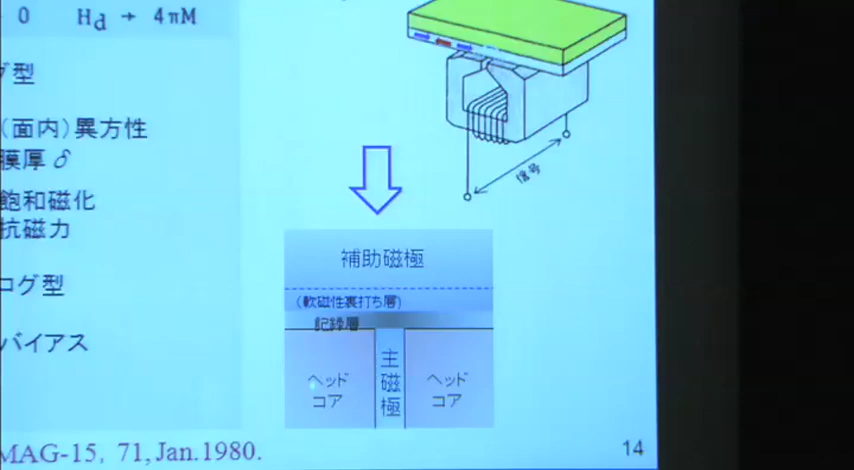 0 Hd → 4πM
グ型
(面内)異方性
膜厚 δ
飽和磁化
抗磁力
ログ型
バイアス
MAG-15, 71, Jan.1980.
信号
補助磁極
(軟磁性裏打ち層)
記録層
主磁極
ヘッド
コア
ヘッド
コア
14